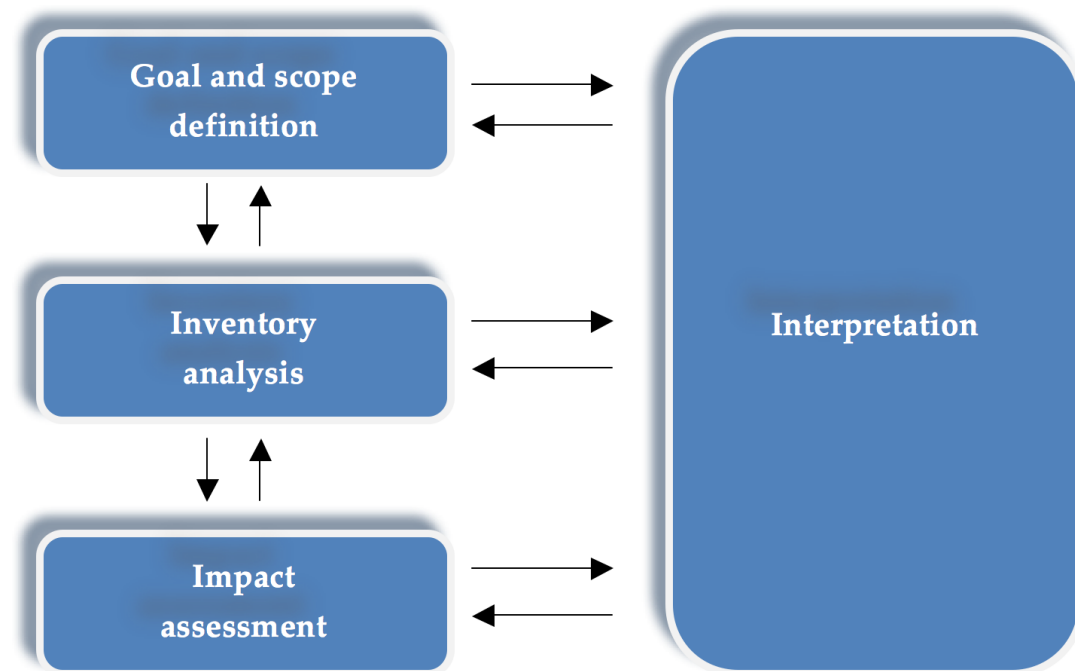 Goal and scope
definition
Inventory
analysis
Interpretation
Impact
assessment